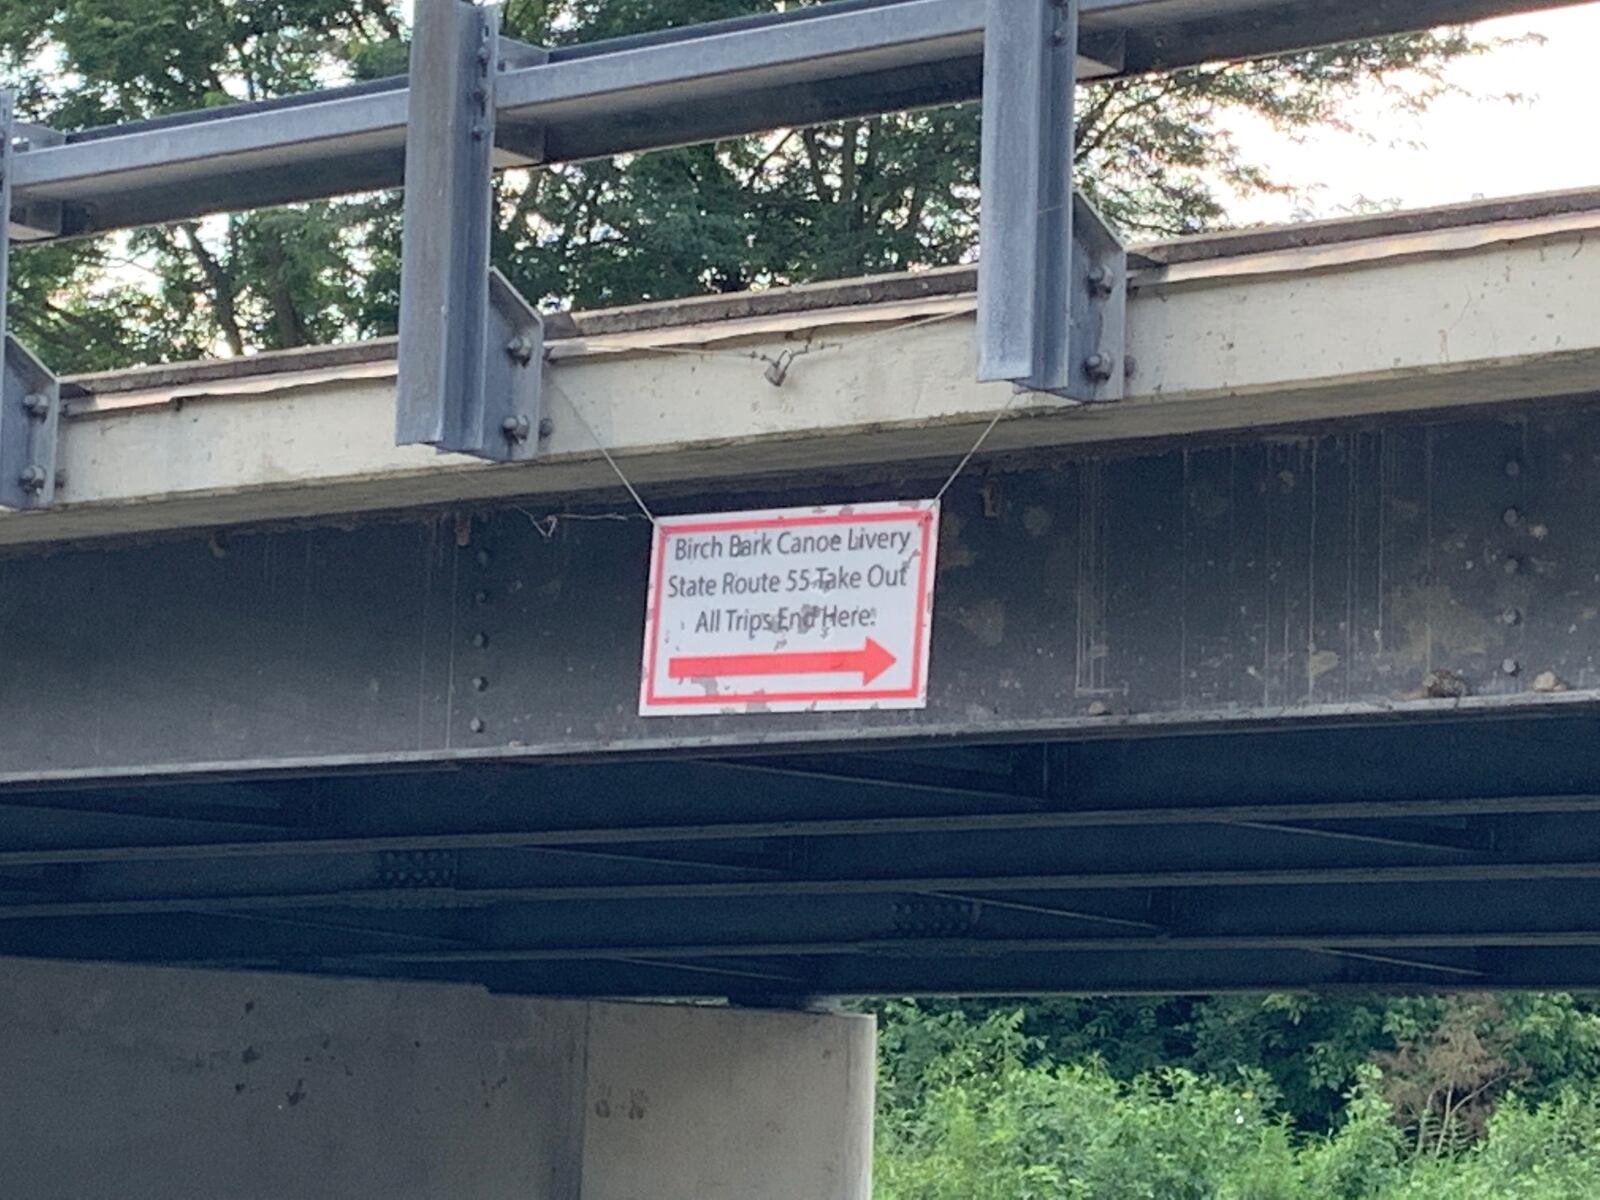 Birch Bark Canoe Livery
State Route 55 Take Out
All Trips End Here.